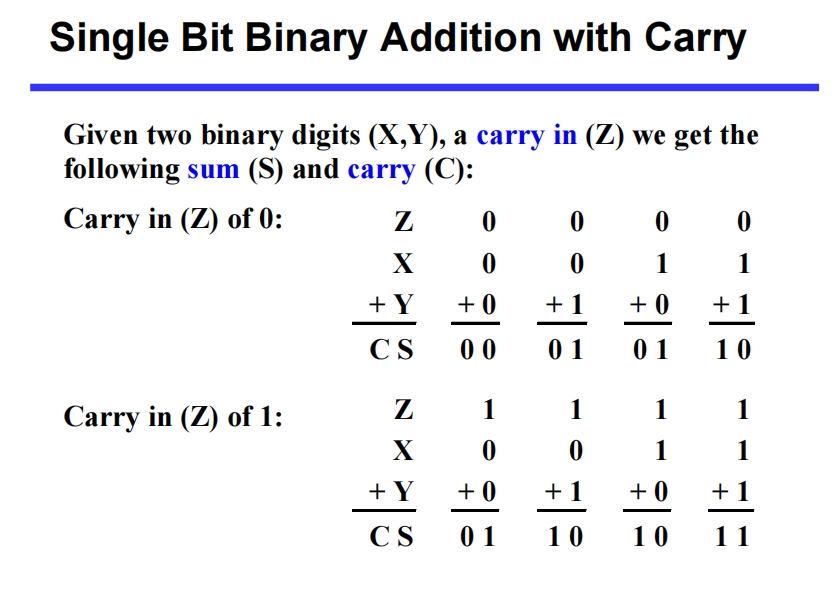 Single Bit Binary Addition with Carry
Given two binary digits (X,Y), a carry in (Z) we get the
following sum (S) and carry (C):
Carry in (Z) of 0:
Z 0 0 0 0
X 0 0 1 1
+ Y + 0 + 1 + 0 + 1
C S 0 0 0 1 0 1 1 0
Carry in (Z) of 1:
Z 1 1 1 1
X 0 0 1 1
+ Y + 0 + 1 + 0 + 1
C S 0 1 1 0 1 0 1 1